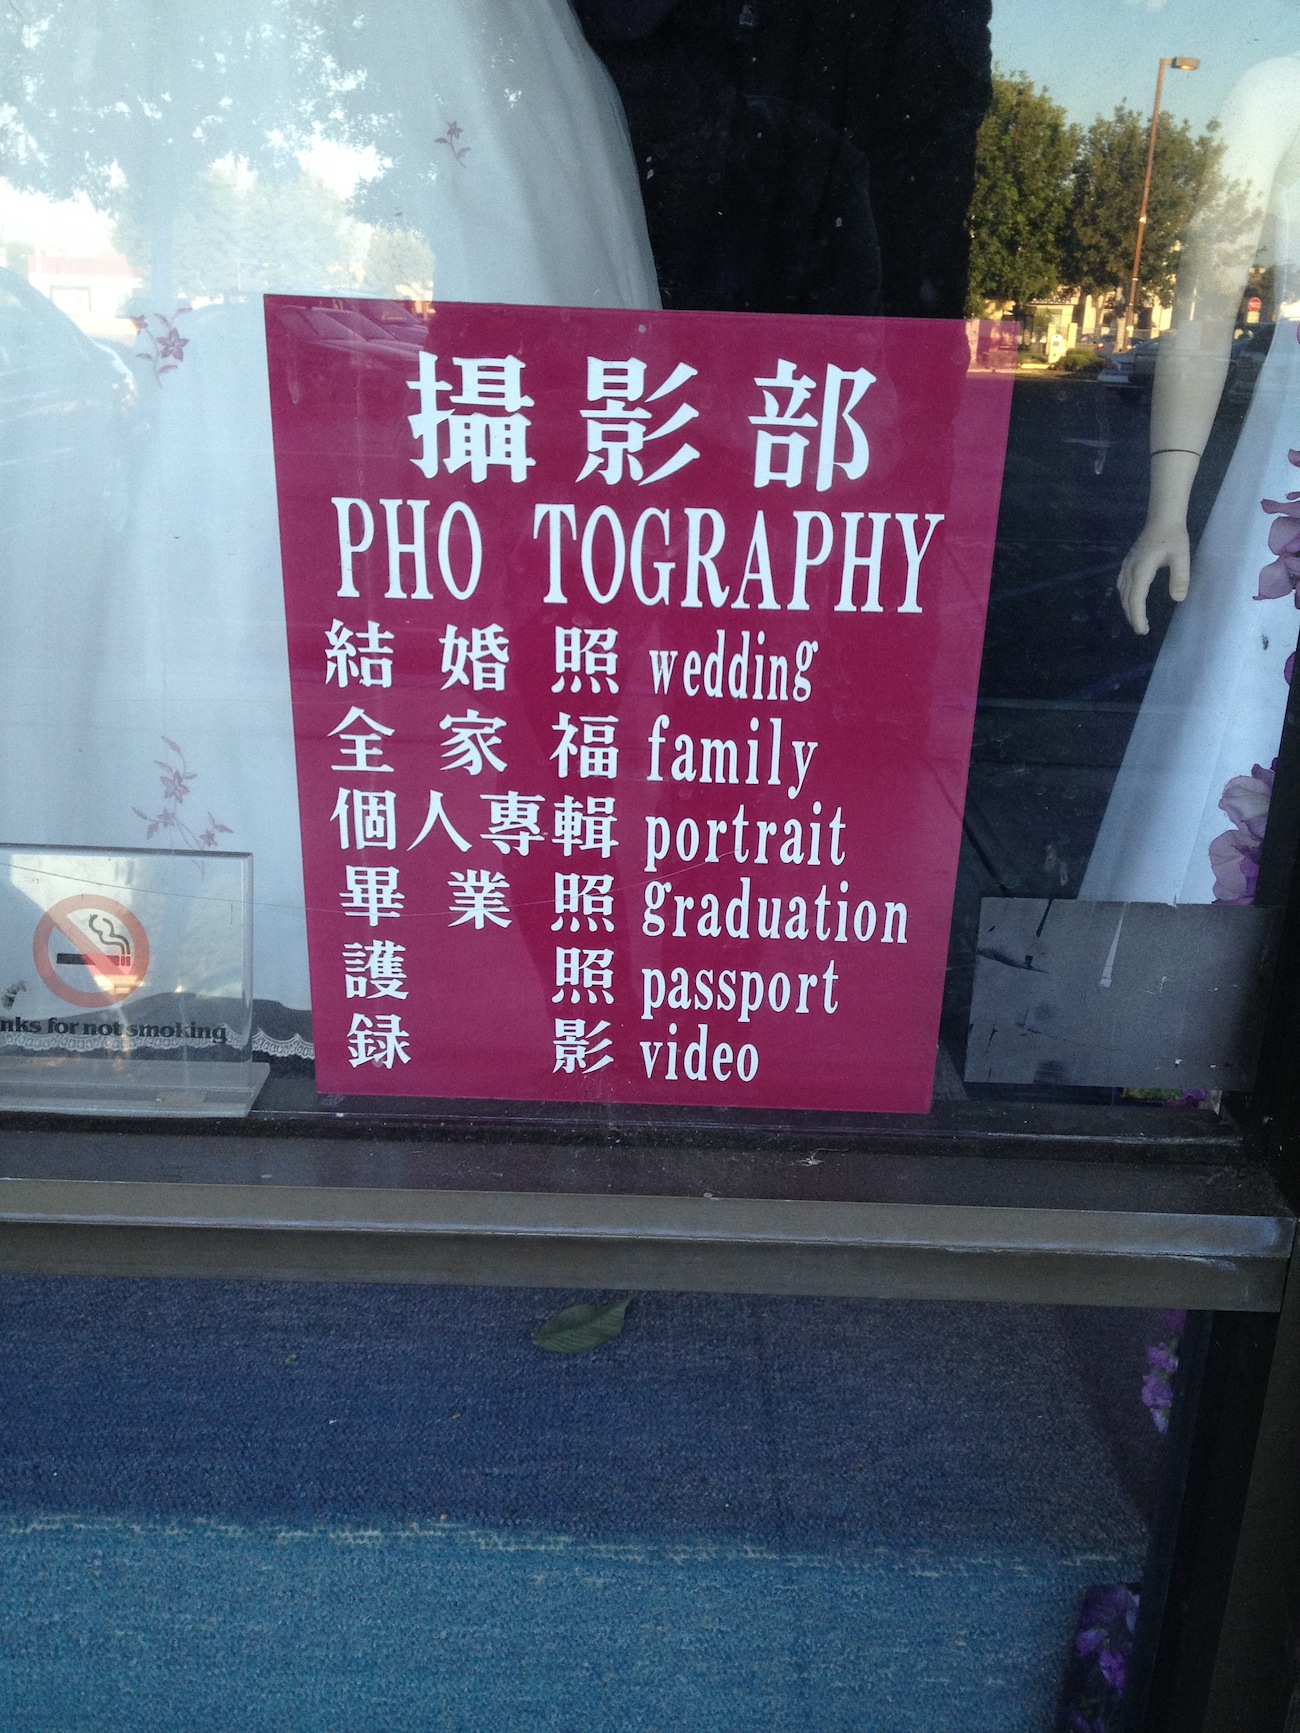 攝影部
PHO TOGRAPHY
結婚照 wedding
全家福 family
個人專輯 portrait
畢業照 graduation
護照 passport
録影 video
nks for not smoking